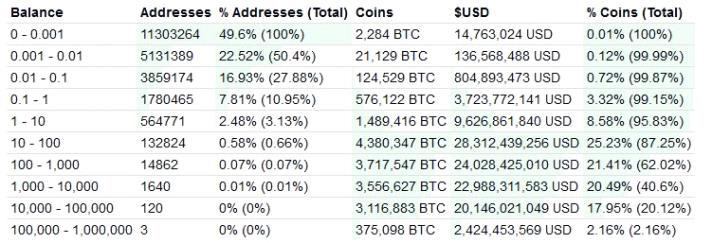 Balance Addresses % Addresses (Total) Coins $USD % Coins (Total)
0 - 0.001 11303264 49.6% (100%) 2,284 BTC 14,763,024 USD 0.01% (100%)
0.001 - 0.01 5131389 22.52% (50.4%) 21,129 BTC 136,568,488 USD 0.12% (99.99%)
0.01 - 0.1 3859174 16.93% (27.88%) 124,529 BTC 804,893,473 USD 0.72% (99.87%)
0.1 - 1 1780465 7.81% (10.95%) 576,122 BTC 3,723,772,141 USD 3.32% (99.15%)
1 - 10 564771 2.48% (3.13%) 1,489,416 BTC 9,626,861,840 USD 8.58% (95.83%)
10 - 100 132824 0.58% (0.66%) 4,380,347 BTC 28,312,439,256 USD 25.23% (87.25%)
100 - 1,000 14862 0.07% (0.07%) 3,717,547 BTC 24,028,425,010 USD 21.41% (62.02%)
1,000 - 10,000 1640 0.01% (0.01%) 3,556,627 BTC 22,988,311,583 USD 20.49% (40.6%)
10,000 - 100,000 120 0% (0%) 3,116,883 BTC 20,146,021,049 USD 17.95% (20.12%)
100,000 - 1,000,000 3 0% (0%) 375,098 BTC 2,424,453,569 USD 2.16% (2.16%)